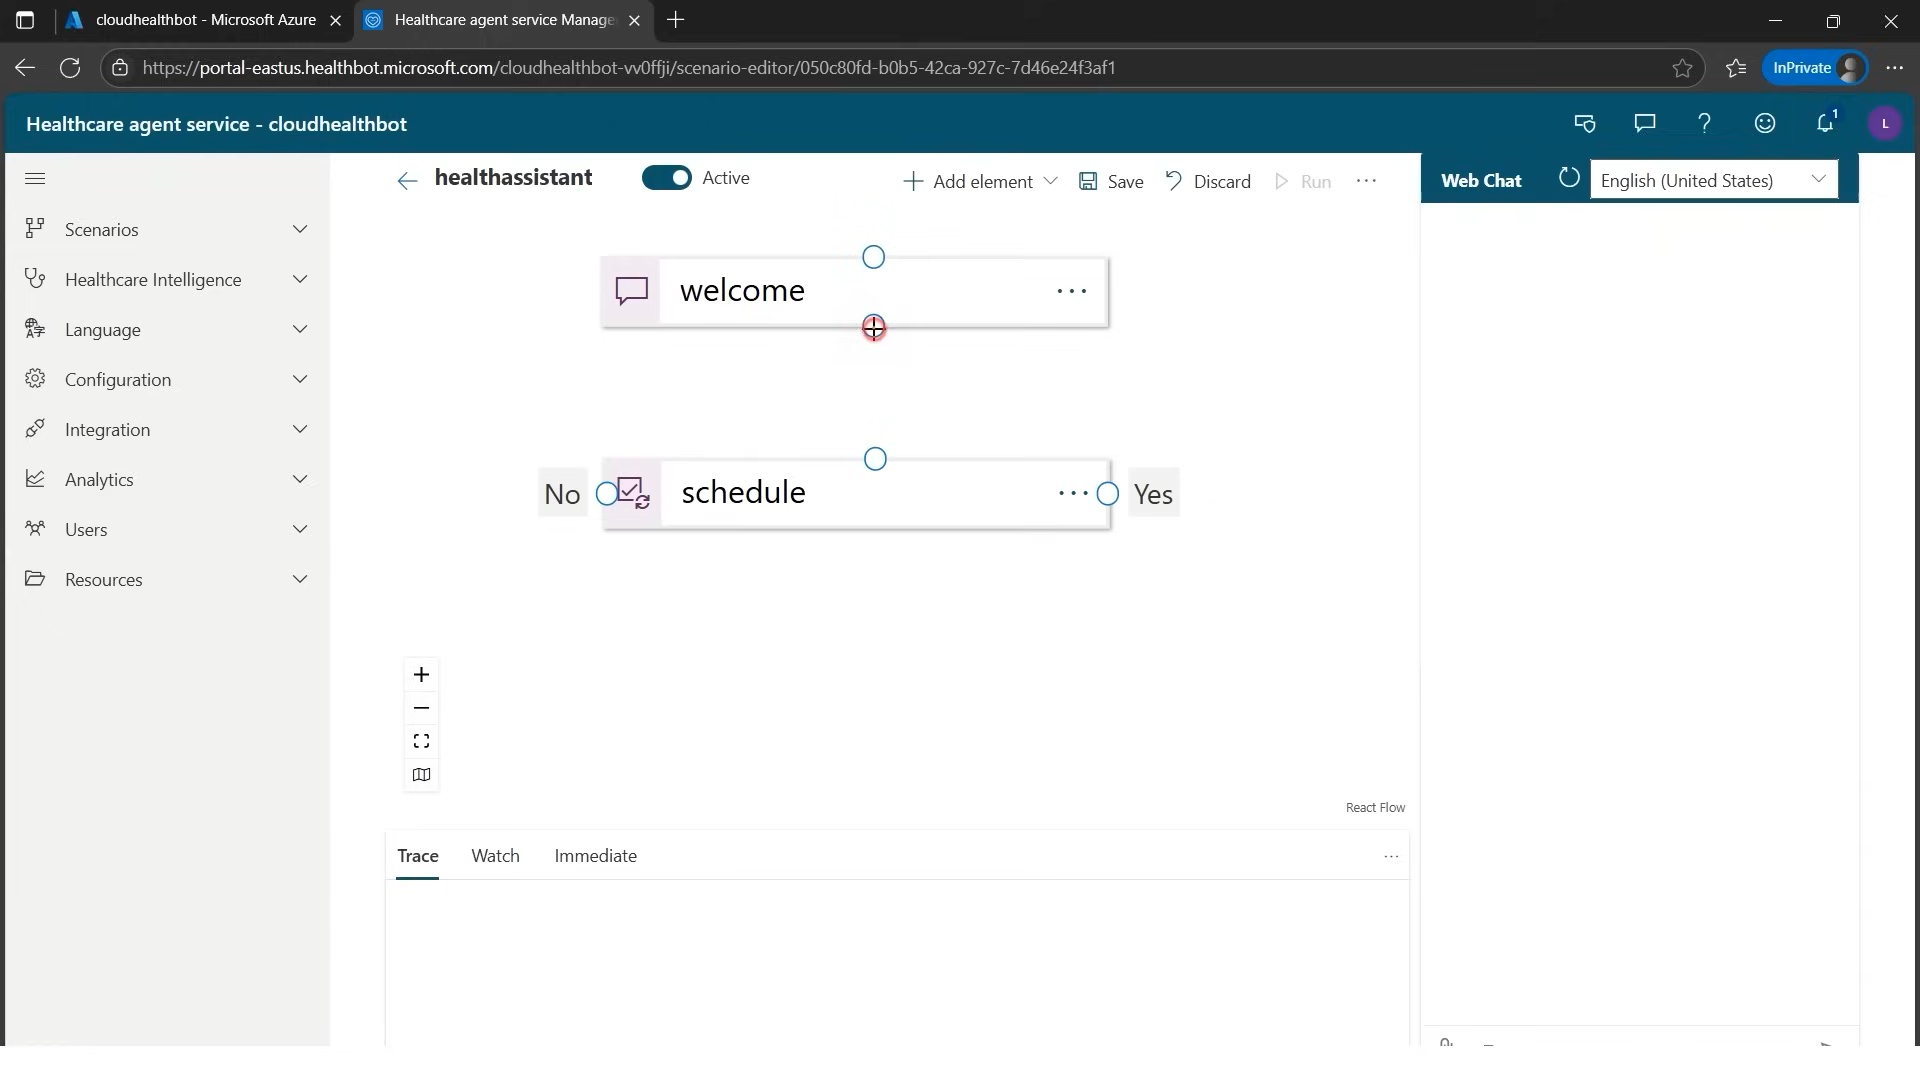 cloudhealthbot - Microsoft Azure
Healthcare agent service Manage
https://portal-eastus.healthbot.microsoft.com/cloudhealthbot-vv0ffji/scenario-editor/050c80fd-b0b5-42ca-927c-7d46e24f3af1
InPrivate
Healthcare agent service - cloudhealthbot
1
L
healthassistant
Active
Add element
Save
Discard
Run
Web Chat
English (United States)
Scenarios
Healthcare Intelligence
Language
Configuration
Integration
Analytics
Users
Resources
welcome
No
schedule
Yes
React Flow
Trace
Watch
Immediate